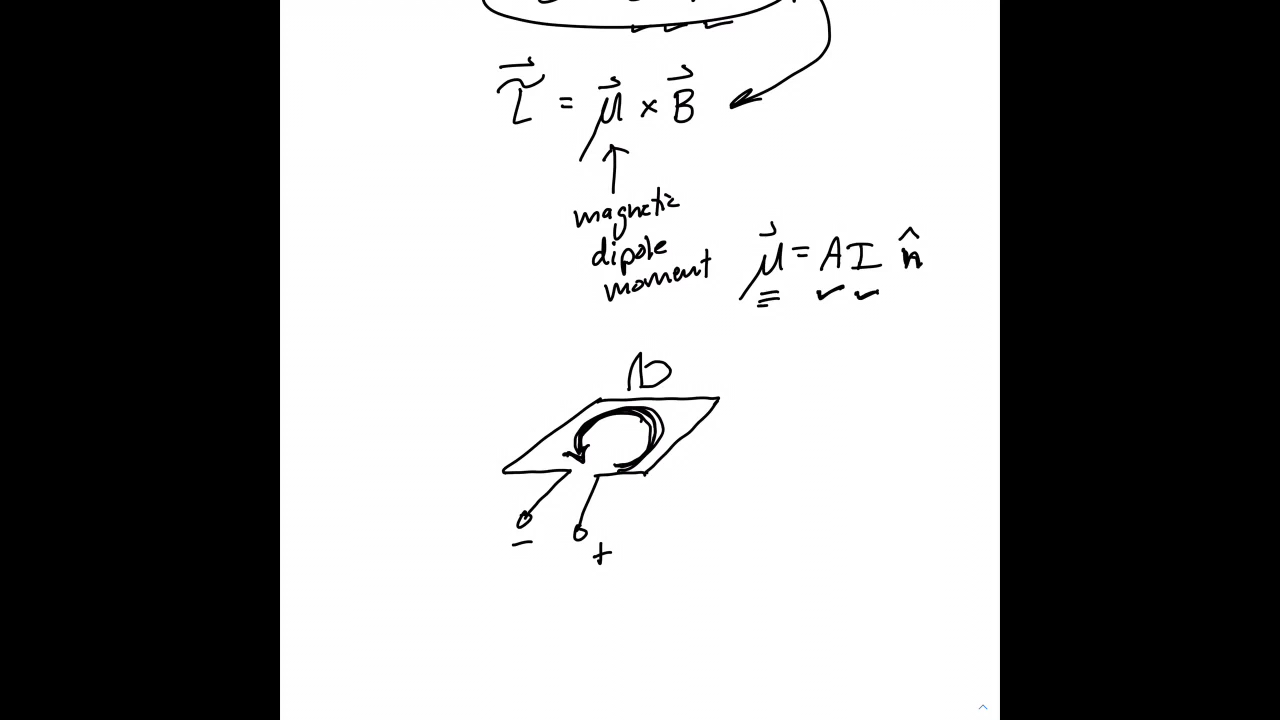 τ⃗ = μ⃗ × B⃗
magnetic
dipole
moment
μ⃗ = A I n̂
−
+